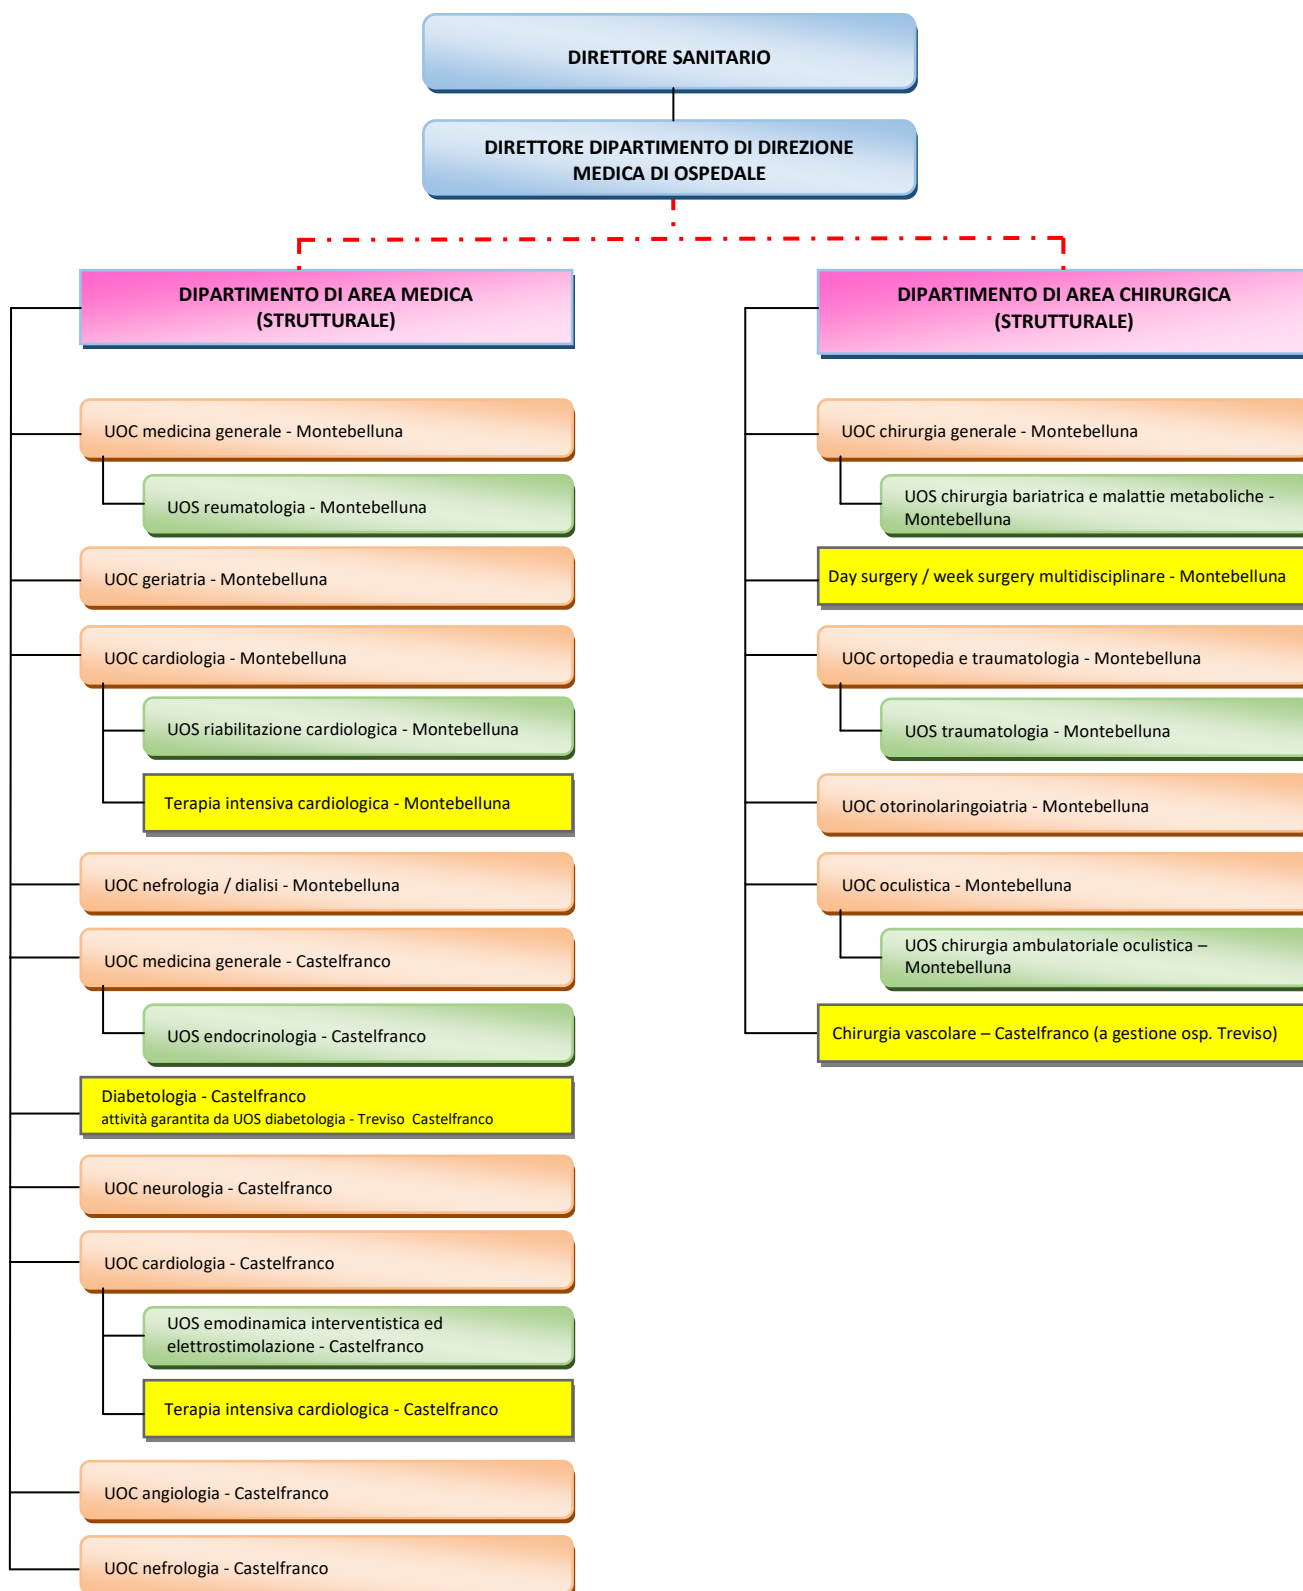 DIRETTORE SANITARIO
DIRETTORE DIPARTIMENTO DI DIREZIONE
MEDICA DI OSPEDALE
DIPARTIMENTO DI AREA MEDICA
(STRUTTURALE)
UOC medicina generale - Montebelluna
UOS reumatologia - Montebelluna
UOC geriatria - Montebelluna
UOC cardiologia - Montebelluna
UOS riabilitazione cardiologica - Montebelluna
Terapia intensiva cardiologica - Montebelluna
UOC nefrologia / dialisi - Montebelluna
UOC medicina generale - Castelfranco
UOS endocrinologia - Castelfranco
Diabetologia - Castelfranco
attività garantita da UOS diabetologia - Treviso Castelfranco
UOC neurologia - Castelfranco
UOC cardiologia - Castelfranco
UOS emodinamica interventistica ed
elettrostimolazione - Castelfranco
Terapia intensiva cardiologica - Castelfranco
UOC angiologia - Castelfranco
UOC nefrologia - Castelfranco
DIPARTIMENTO DI AREA CHIRURGICA
(STRUTTURALE)
UOC chirurgia generale - Montebelluna
UOS chirurgia bariatrica e malattie metaboliche -
Montebelluna
Day surgery / week surgery multidisciplinare - Montebelluna
UOC ortopedia e traumatologia - Montebelluna
UOS traumatologia - Montebelluna
UOC otorinolaringoiatria - Montebelluna
UOC oculistica - Montebelluna
UOS chirurgia ambulatoriale oculistica –
Montebelluna
Chirurgia vascolare – Castelfranco (a gestione osp. Treviso)